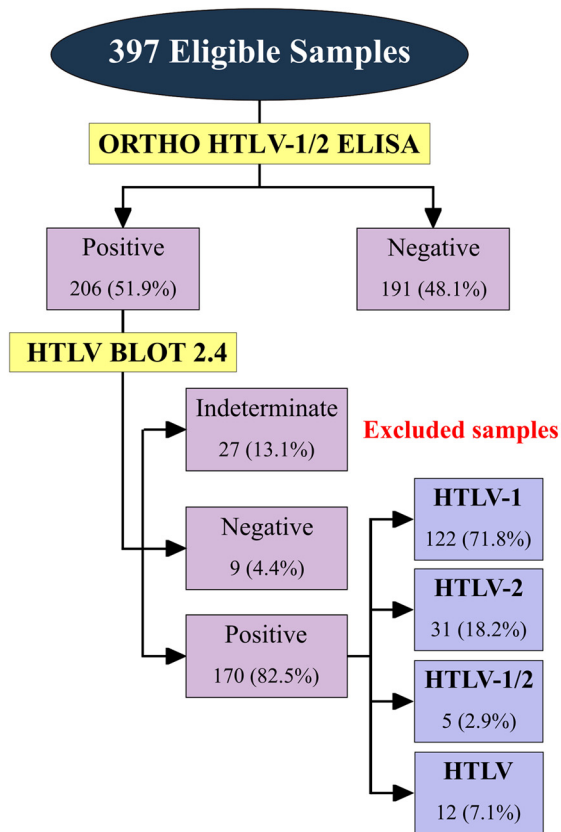 397 Eligible Samples
ORTHO HTLV-1/2 ELISA
Positive
206 (51.9%)
Negative
191 (48.1%)
HTLV BLOT 2.4
Indeterminate
27 (13.1%)
Excluded samples
Negative
9 (4.4%)
Positive
170 (82.5%)
HTLV-1
122 (71.8%)
HTLV-2
31 (18.2%)
HTLV-1/2
5 (2.9%)
HTLV
12 (7.1%)